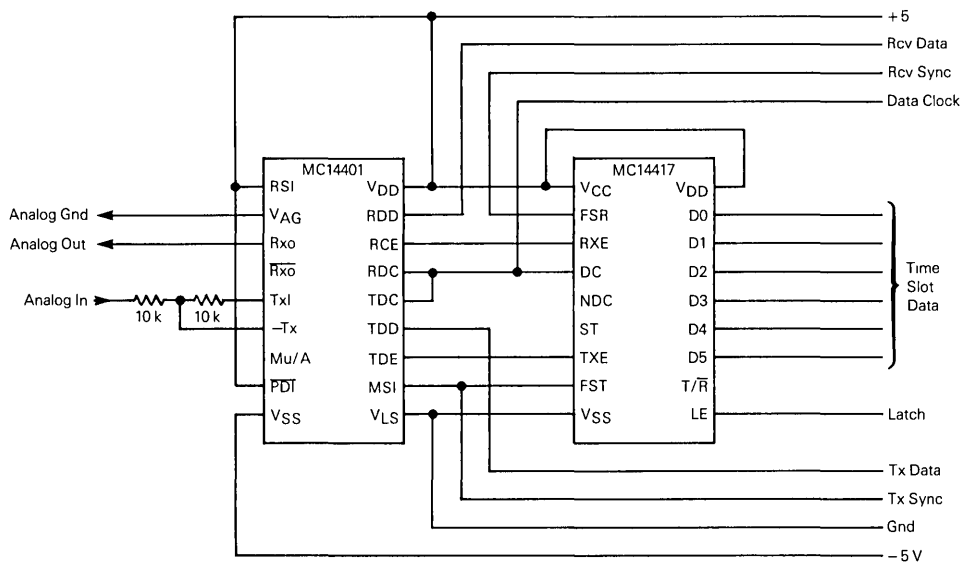 +5
Rcv Data
Rcv Sync
Data Clock
MC14401
MC14417
RSI
VDD
VCC
VDD
Analog Gnd
VAG
RDD
FSR
D0
Analog Out
Rxo
RCE
RXE
D1
Rxo
RDC
DC
D2
Time
Slot
Data
Analog In
10 k
10 k
TxI
TDC
NDC
D3
–Tx
TDD
ST
D4
Mu/A
TDE
TXE
D5
PDI
MSI
FST
T/R
VSS
VLS
VSS
LE
Latch
Tx Data
Tx Sync
Gnd
–5 V